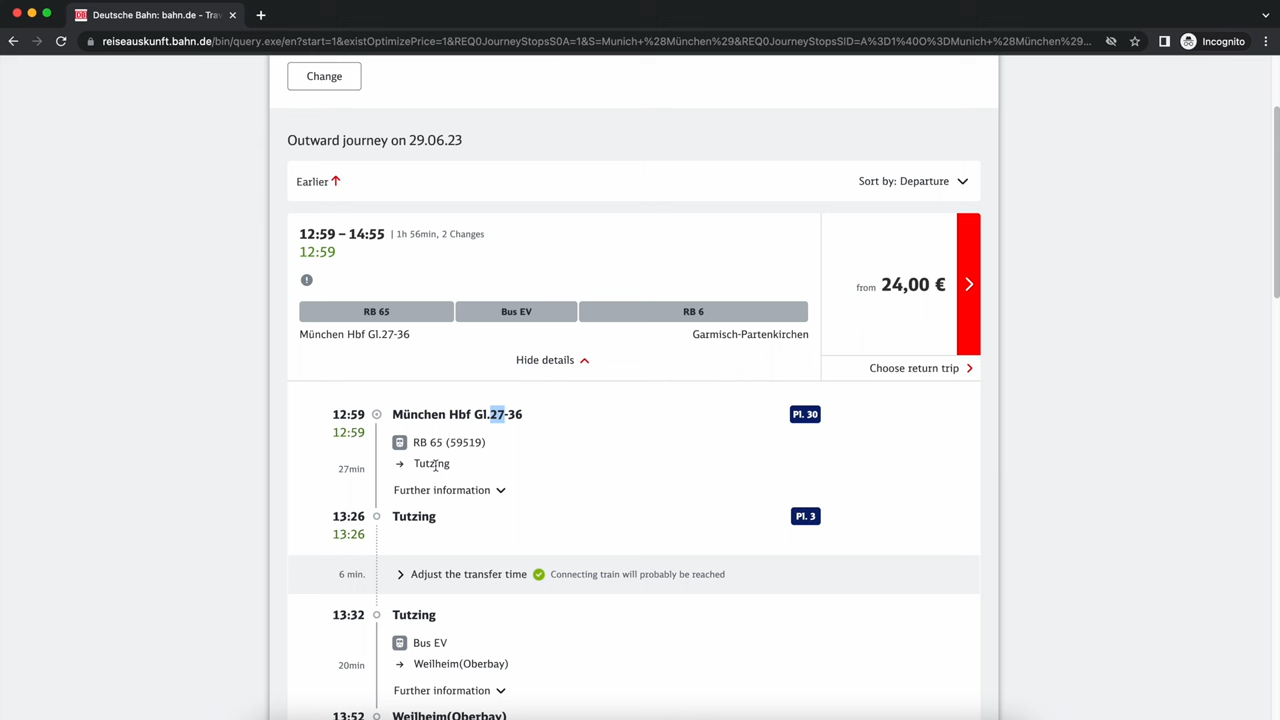 Deutsche Bahn: bahn.de - Trav
reiseauskunft.bahn.de/bin/query.exe/en?start=1&existOptimizePrice=1&REQ0JourneyStopsS0A=1&S=Munich+%28München%29&REQ0JourneyStopsSID=A%3D1%40O%3DMunich+%28München%29...
Incognito
Change
Outward journey on 29.06.23
Earlier
Sort by: Departure
12:59 – 14:55 | 1h 56min, 2 Changes
12:59
from 24,00 €
RB 65 Bus EV RB 6
München Hbf Gl.27-36 Garmisch-Partenkirchen
Hide details
Choose return trip
12:59 München Hbf Gl.27-36 Pl. 30
12:59
RB 65 (59519)
→ Tutzing
27min
Further information
13:26 Tutzing Pl. 3
13:26
6 min. Adjust the transfer time Connecting train will probably be reached
13:32 Tutzing
Bus EV
→ Weilheim(Oberbay)
20min
Further information
13:52 Weilheim(Oberbay)